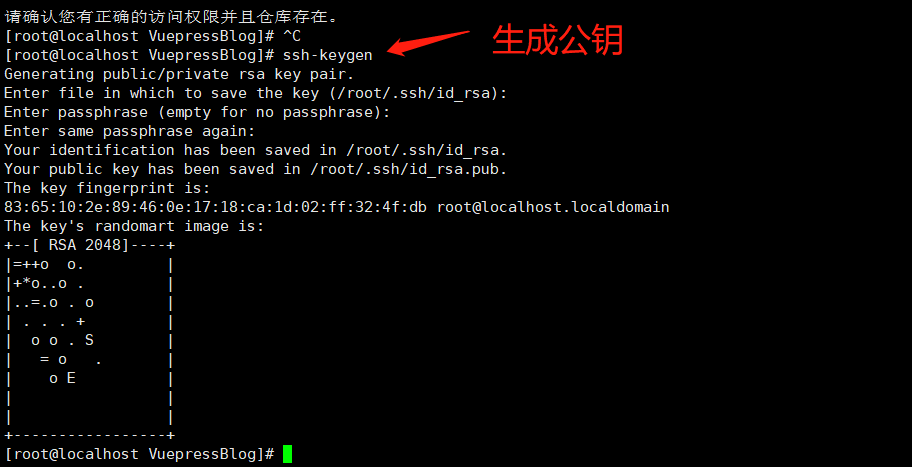 请确认您有正确的访问权限并且仓库存在。
[root@localhost VuepressBlog]# ^C
[root@localhost VuepressBlog]# ssh-keygen
生成公钥
Generating public/private rsa key pair.
Enter file in which to save the key (/root/.ssh/id_rsa):
Enter passphrase (empty for no passphrase):
Enter same passphrase again:
Your identification has been saved in /root/.ssh/id_rsa.
Your public key has been saved in /root/.ssh/id_rsa.pub.
The key fingerprint is:
83:65:10:2e:89:46:0e:17:18:ca:1d:02:ff:32:4f:db root@localhost.localdomain
The key's randomart image is:
+--[ RSA 2048]----+
|=++o  o.         |
|+*o..o .         |
|..=.o . o        |
| . . . +         |
|  o o . S        |
|   = o   .       |
|    o E          |
|                 |
|                 |
+-----------------+
[root@localhost VuepressBlog]#